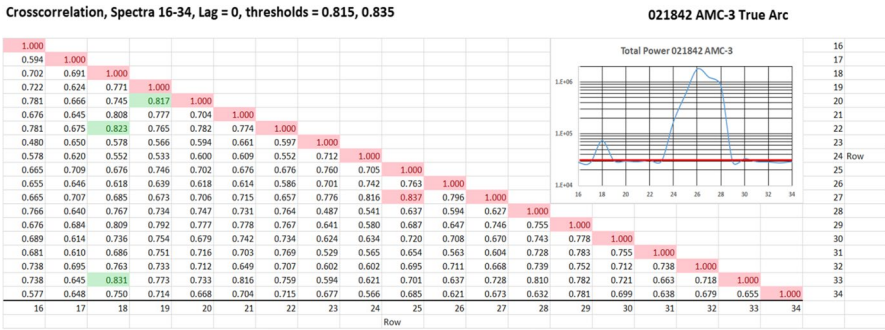 Crosscorrelation, Spectra 16-34, Lag = 0, thresholds = 0.815, 0.835
021842 AMC-3 True Arc
1.000 16
0.594 1.000 17
0.702 0.691 1.000 18
0.722 0.624 0.771 1.000 19
0.781 0.666 0.745 0.817 1.000 20
0.676 0.645 0.808 0.777 0.704 1.000 21
0.781 0.675 0.823 0.765 0.782 0.774 1.000 22
0.480 0.650 0.578 0.566 0.594 0.661 0.597 1.000 23
0.578 0.620 0.552 0.533 0.600 0.609 0.552 0.712 1.000 24 Row
0.665 0.709 0.676 0.746 0.702 0.676 0.676 0.760 0.705 1.000 25
0.655 0.646 0.618 0.639 0.618 0.614 0.586 0.701 0.742 0.763 1.000 26
0.665 0.707 0.685 0.673 0.706 0.715 0.657 0.776 0.816 0.837 0.796 1.000 27
0.766 0.640 0.767 0.734 0.747 0.731 0.764 0.487 0.541 0.637 0.594 0.627 1.000 28
0.676 0.684 0.809 0.792 0.777 0.778 0.767 0.641 0.580 0.687 0.647 0.746 0.755 1.000 29
0.689 0.614 0.736 0.754 0.679 0.742 0.734 0.624 0.634 0.720 0.708 0.670 0.743 0.778 1.000 30
0.681 0.610 0.686 0.751 0.716 0.703 0.769 0.529 0.565 0.654 0.563 0.604 0.728 0.783 0.755 1.000 31
0.738 0.695 0.763 0.733 0.712 0.649 0.707 0.602 0.602 0.695 0.711 0.668 0.739 0.752 0.712 0.738 1.000 32
0.738 0.645 0.831 0.773 0.733 0.816 0.759 0.594 0.621 0.701 0.637 0.728 0.810 0.782 0.721 0.663 0.718 1.000 33
0.577 0.648 0.750 0.714 0.668 0.704 0.715 0.677 0.566 0.685 0.621 0.673 0.632 0.781 0.699 0.638 0.679 0.655 1.000 34
16 17 18 19 20 21 22 23 24 25 26 27 28 29 30 31 32 33 34
Row
Total Power 021842 AMC-3
1.E+06
1.E+05
1.E+04
16 18 20 22 24 26 28 30 32 34